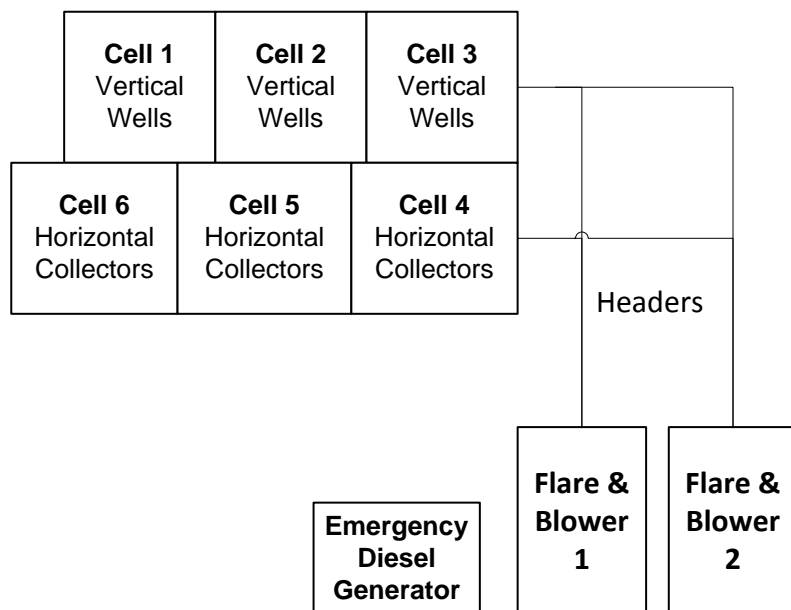 Cell 1
Vertical
Wells
Cell 2
Vertical
Wells
Cell 3
Vertical
Wells
Cell 6
Horizontal
Collectors
Cell 5
Horizontal
Collectors
Cell 4
Horizontal
Collectors
Headers
Emergency
Diesel
Generator
Flare &
Blower
1
Flare &
Blower
2